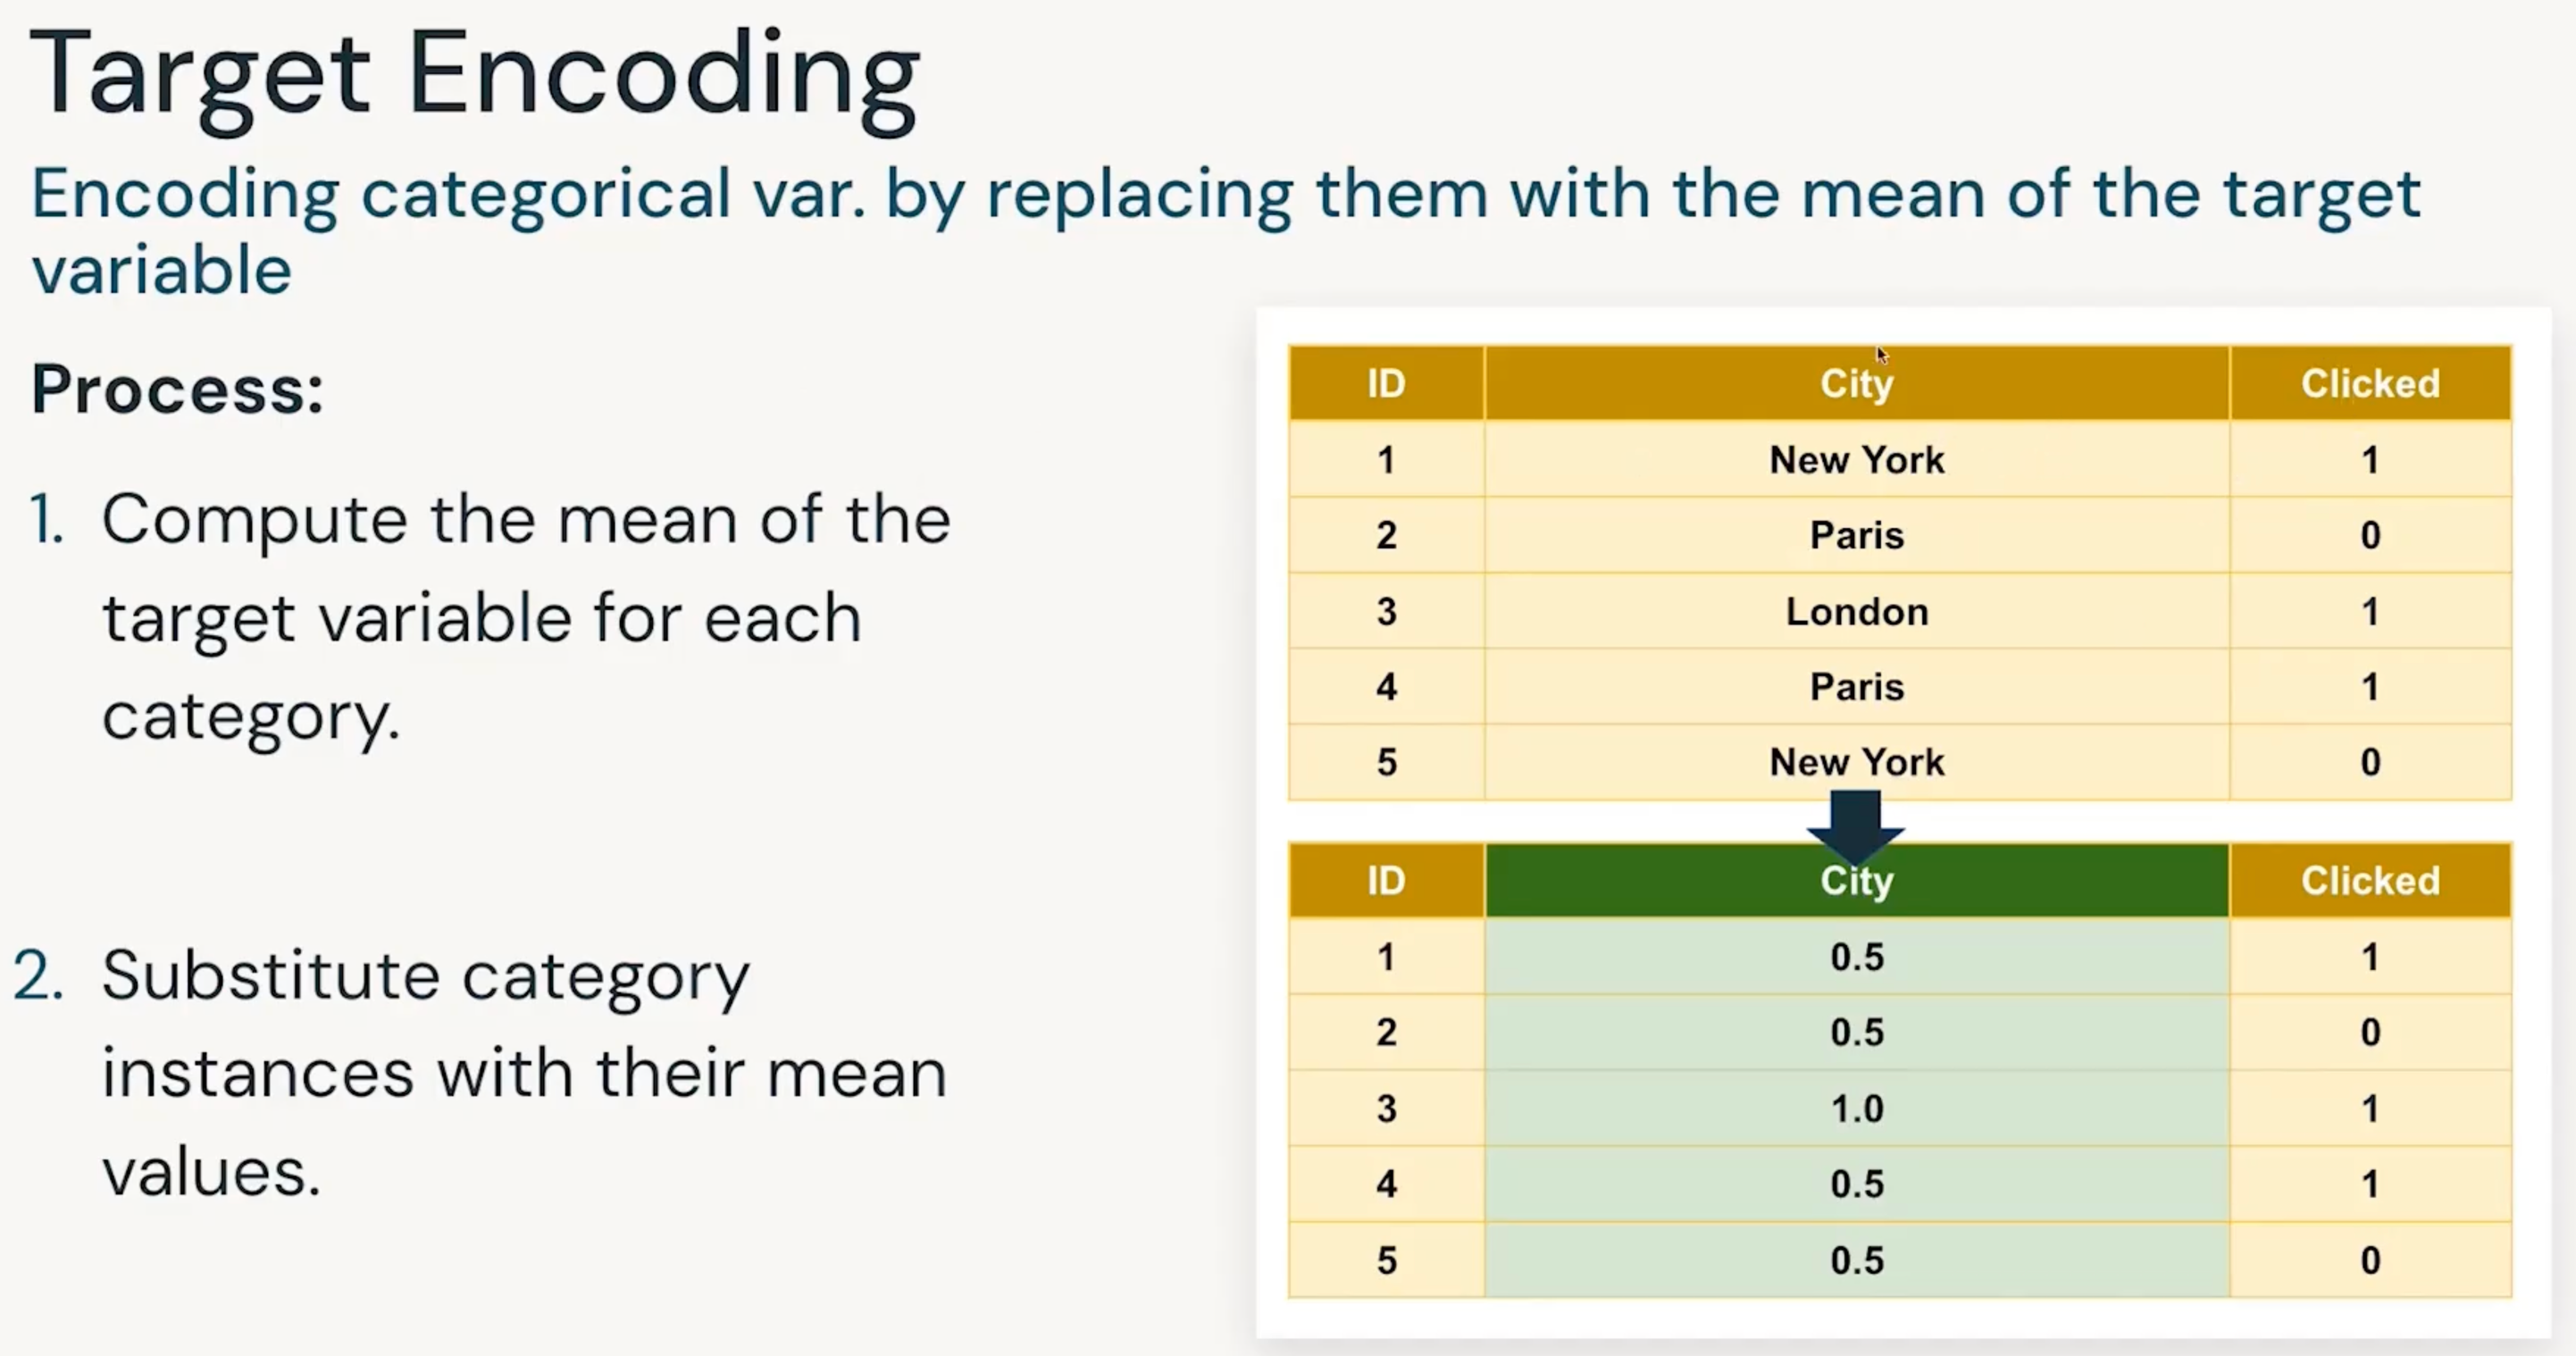 Target Encoding
Encoding categorical var. by replacing them with the mean of the target
variable
Process:
1. Compute the mean of the
target variable for each
category.
2. Substitute category
instances with their mean
values.
ID City Clicked
1 New York 1
2 Paris 0
3 London 1
4 Paris 1
5 New York 0
ID City Clicked
1 0.5 1
2 0.5 0
3 1.0 1
4 0.5 1
5 0.5 0